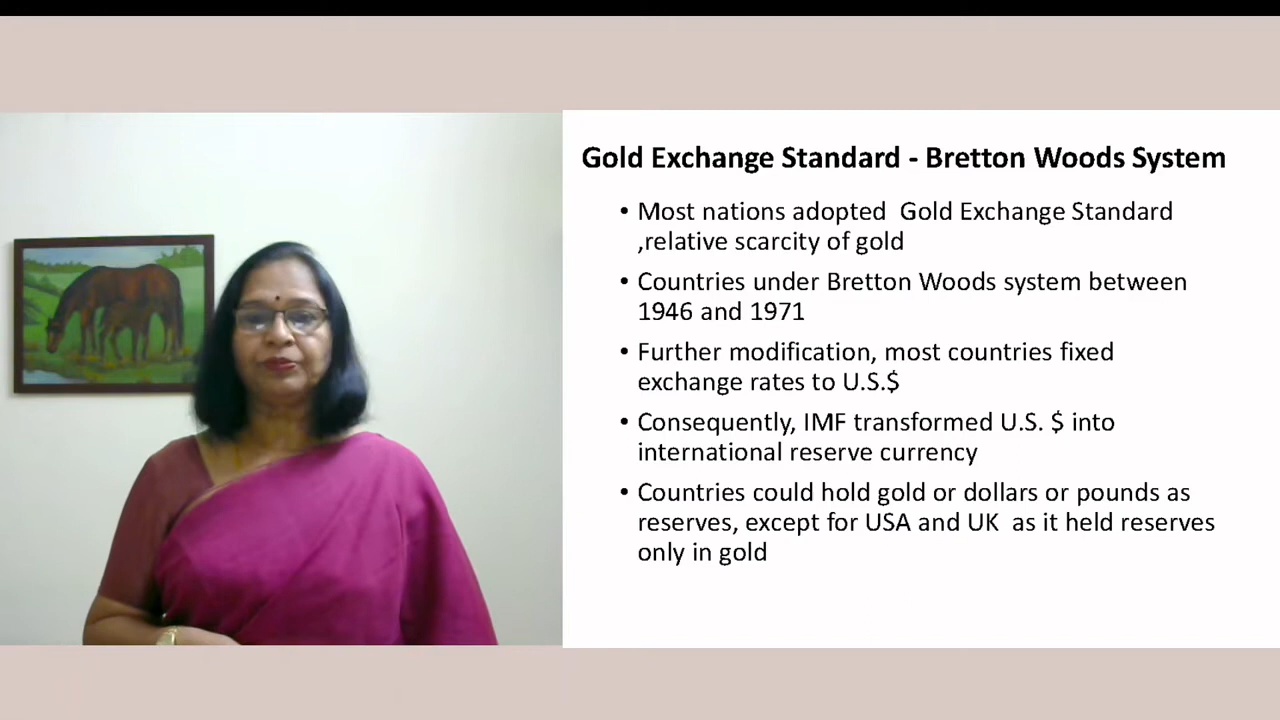 Gold Exchange Standard - Bretton Woods System
• Most nations adopted  Gold Exchange Standard
,relative scarcity of gold
• Countries under Bretton Woods system between
1946 and 1971
• Further modification, most countries fixed
exchange rates to U.S.$
• Consequently, IMF transformed U.S. $ into
international reserve currency
• Countries could hold gold or dollars or pounds as
reserves, except for USA and UK  as it held reserves
only in gold